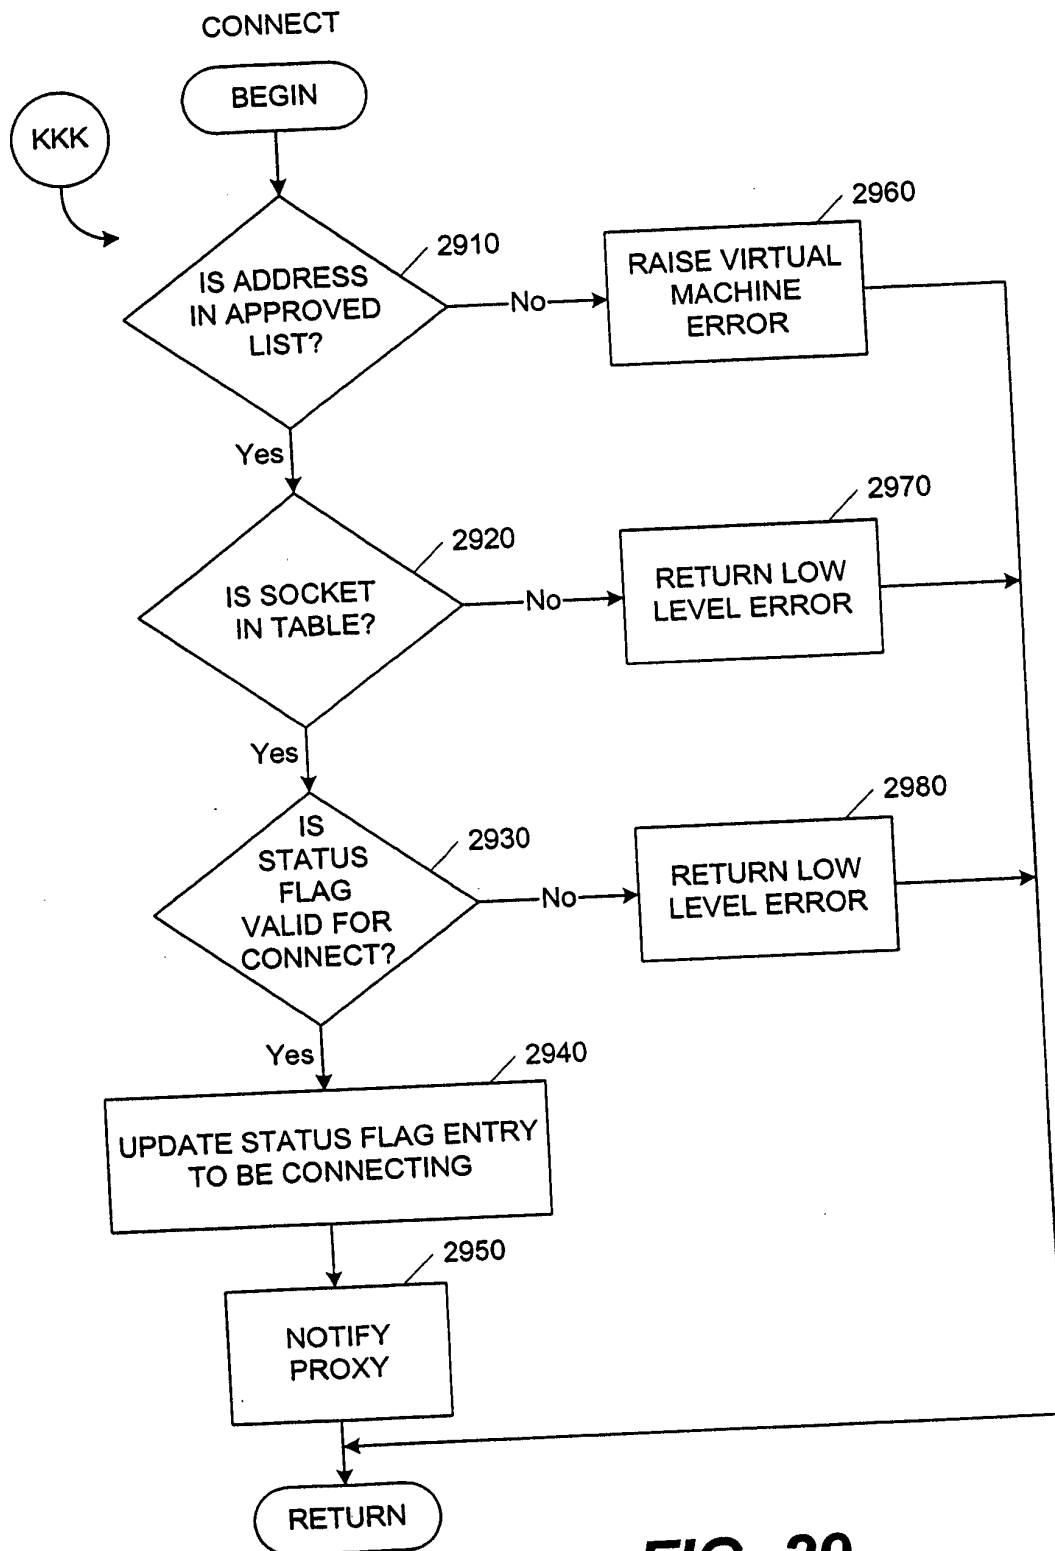 CONNECT
BEGIN
KKK
2910
IS ADDRESS
IN APPROVED
LIST?
No
2960
RAISE VIRTUAL
MACHINE
ERROR
Yes
2920
IS SOCKET
IN TABLE?
No
2970
RETURN LOW
LEVEL ERROR
Yes
2930
IS
STATUS
FLAG
VALID FOR
CONNECT?
No
2980
RETURN LOW
LEVEL ERROR
Yes
2940
UPDATE STATUS FLAG ENTRY
TO BE CONNECTING
2950
NOTIFY
PROXY
RETURN
FIG. 29